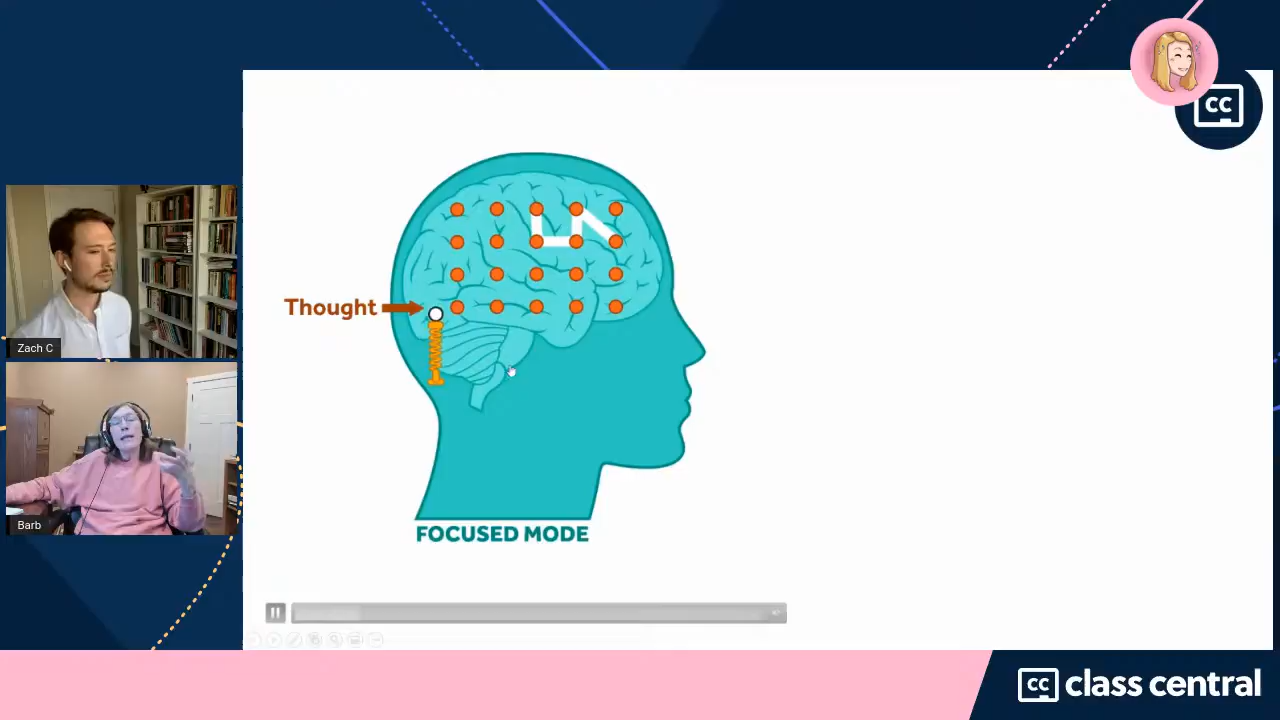 CC
Zach C
Thought
Barb
FOCUSED MODE
CC class central